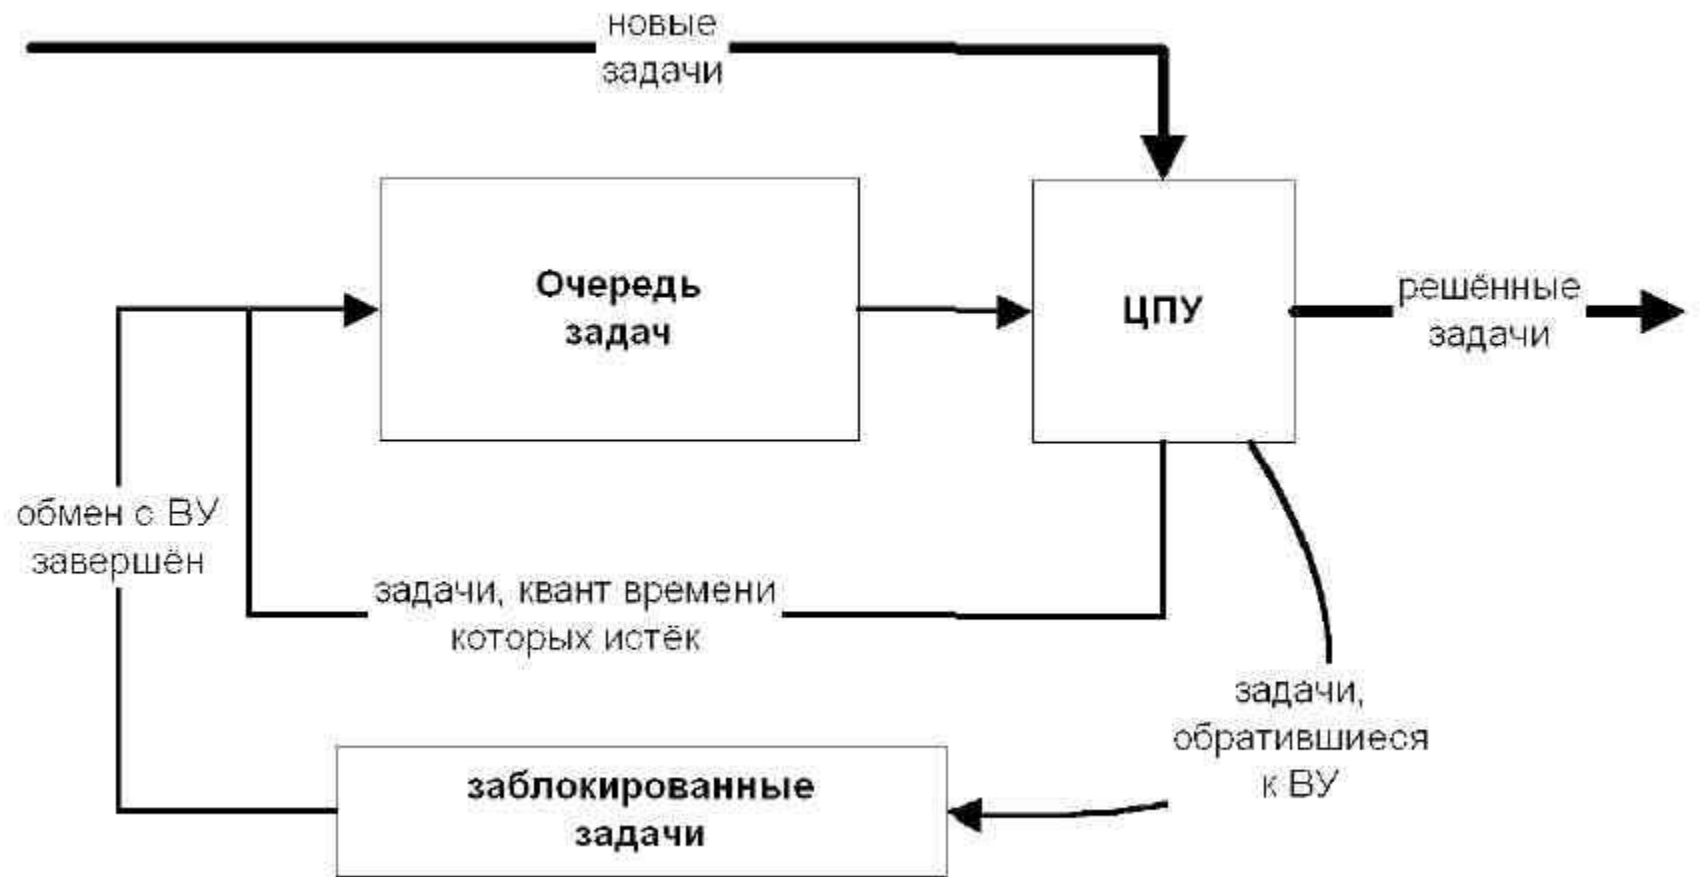 новые
задачи
Очередь
задач
ЦПУ
решённые
задачи
обмен с ВУ
завершён
задачи, квант времени
которых истёк
задачи,
обратившиеся
к ВУ
заблокированные
задачи